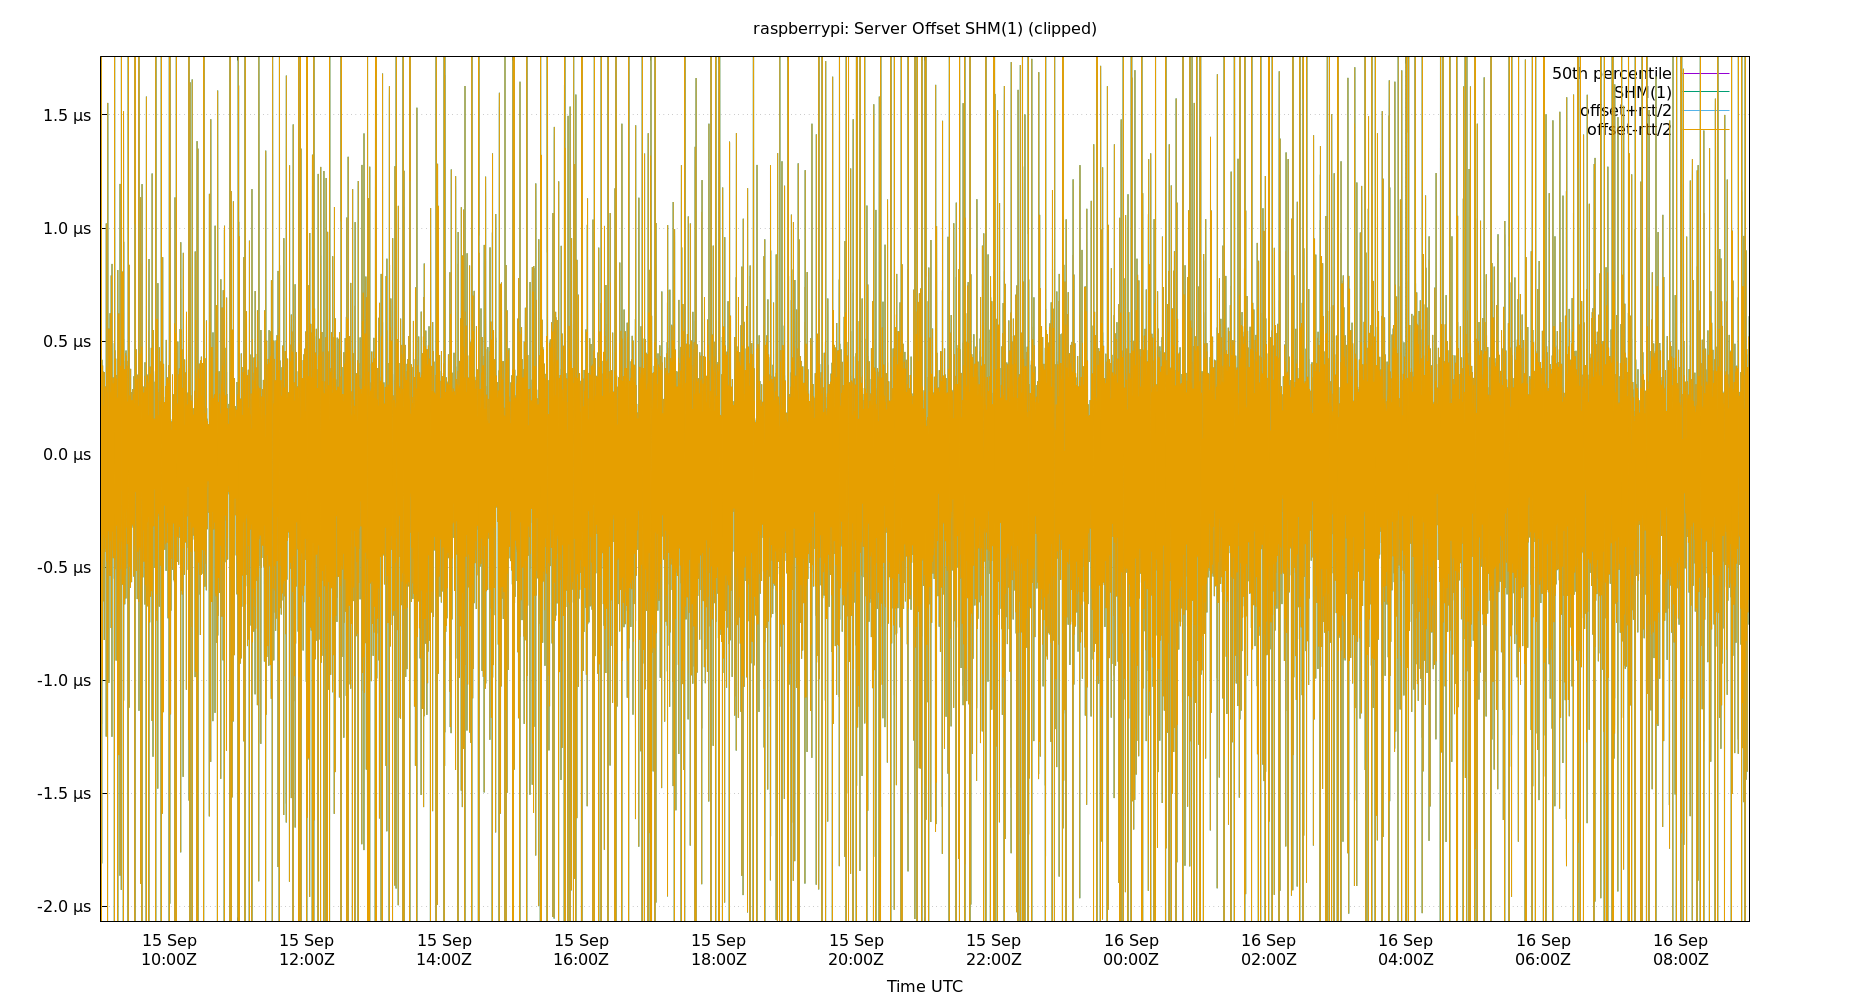 raspberrypi: Server Offset SHM(1) (clipped)
50th percentile
SHM(1)
offset+rtt/2
offset-rtt/2
1.5 µs
1.0 µs
0.5 µs
0.0 µs
-0.5 µs
-1.0 µs
-1.5 µs
-2.0 µs
15 Sep 15 Sep 15 Sep 15 Sep 15 Sep 15 Sep 15 Sep 16 Sep 16 Sep 16 Sep 16 Sep 16 Sep
10:00Z 12:00Z 14:00Z 16:00Z 18:00Z 20:00Z 22:00Z 00:00Z 02:00Z 04:00Z 06:00Z 08:00Z
Time UTC